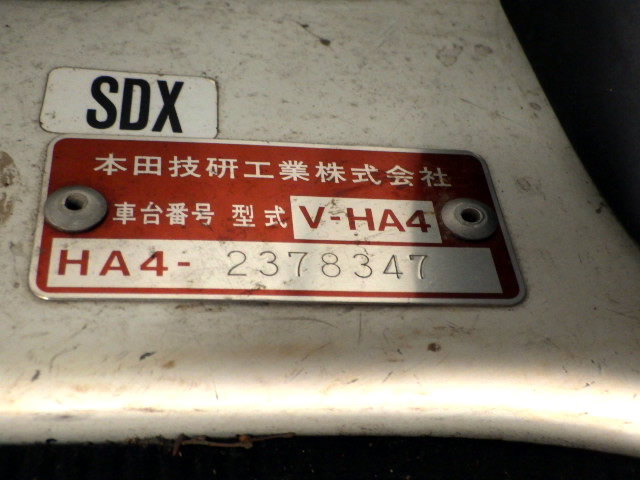 SDX
本田技研工業株式会社
車台番号 型式 V-HA4
HA4- 2378347